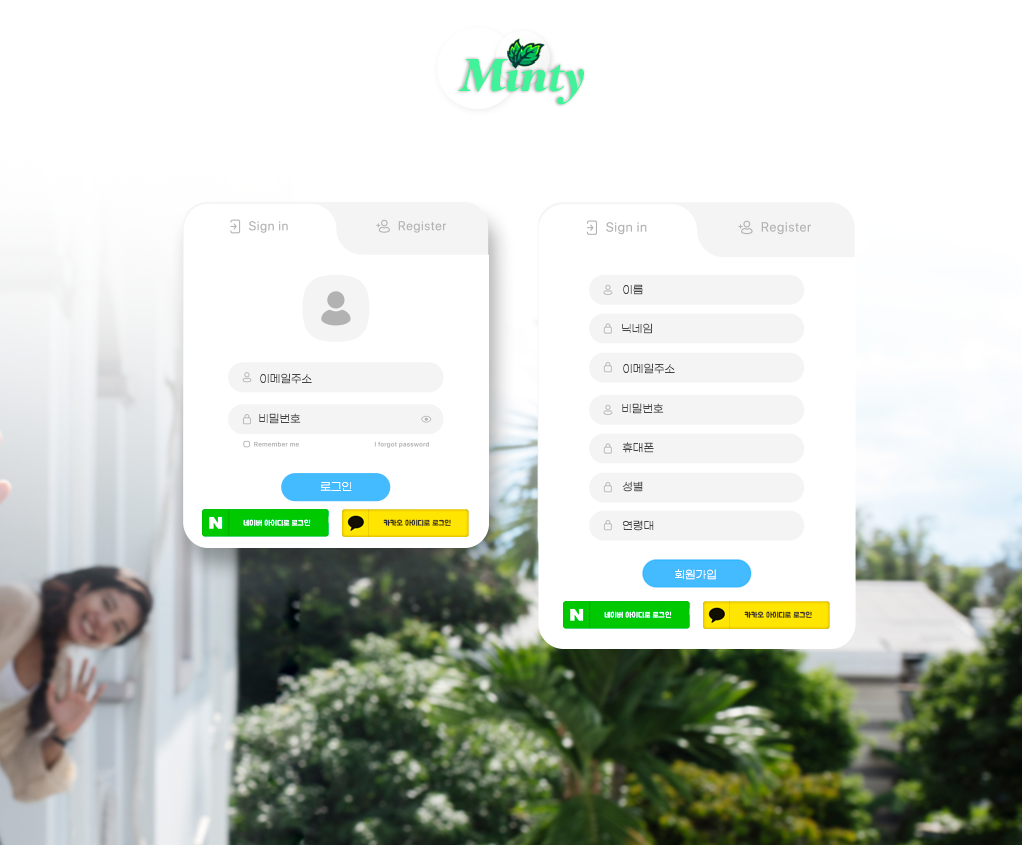 Minty
Sign in
Register
이메일주소
비밀번호
Remember me
I forgot password
로그인
네이버 아이디로 로그인
카카오 아이디로 로그인
Sign in
Register
이름
닉네임
이메일주소
비밀번호
휴대폰
성별
연령대
회원가입
네이버 아이디로 로그인
카카오 아이디로 로그인